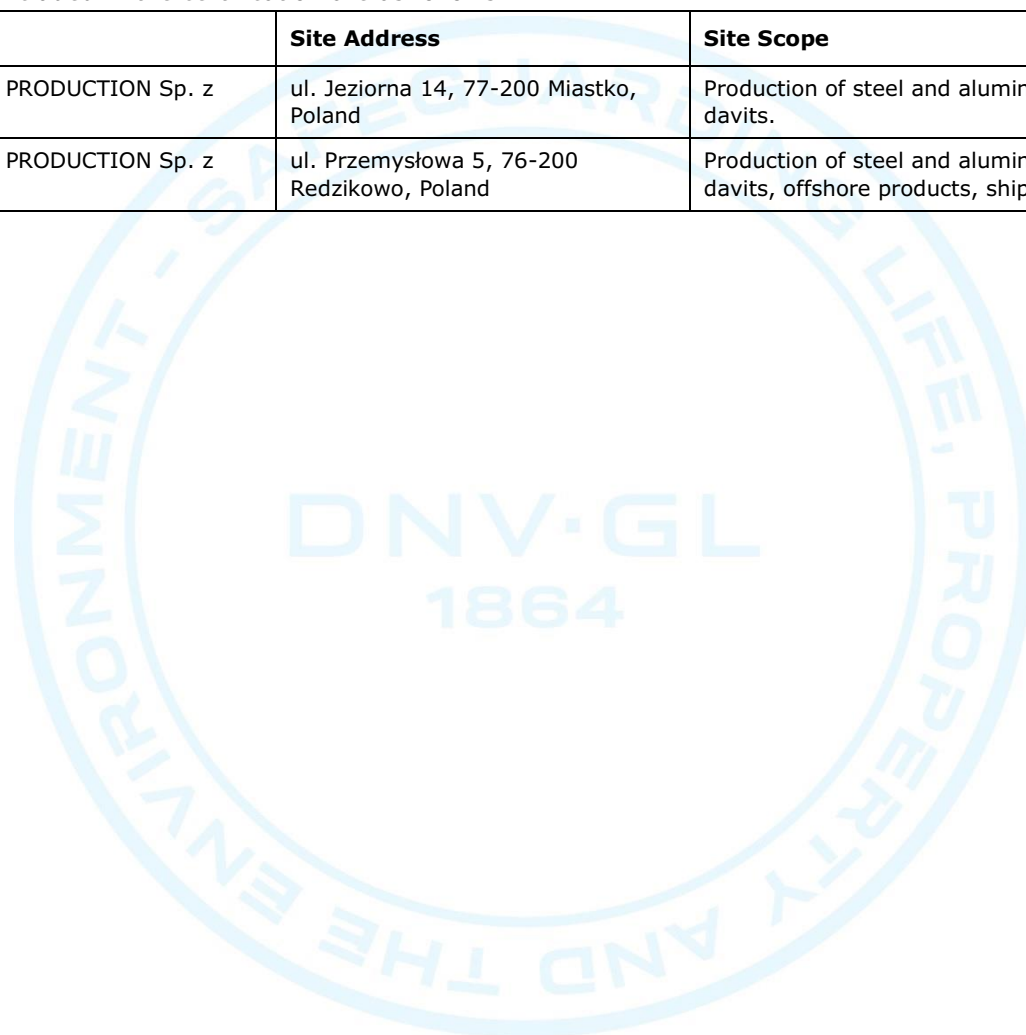 Site Address Site Scope
PRODUCTION Sp. z ul. Jeziorna 14, 77-200 Miastko, Production of steel and alumin
Poland davits.
PRODUCTION Sp. z ul. Przemysłowa 5, 76-200 Production of steel and alumin
Redzikowo, Poland davits, offshore products, ship
SAFEGUARDING LIFE, PROPERTY AND THE ENVIRONMENT -
DNV·GL
1864